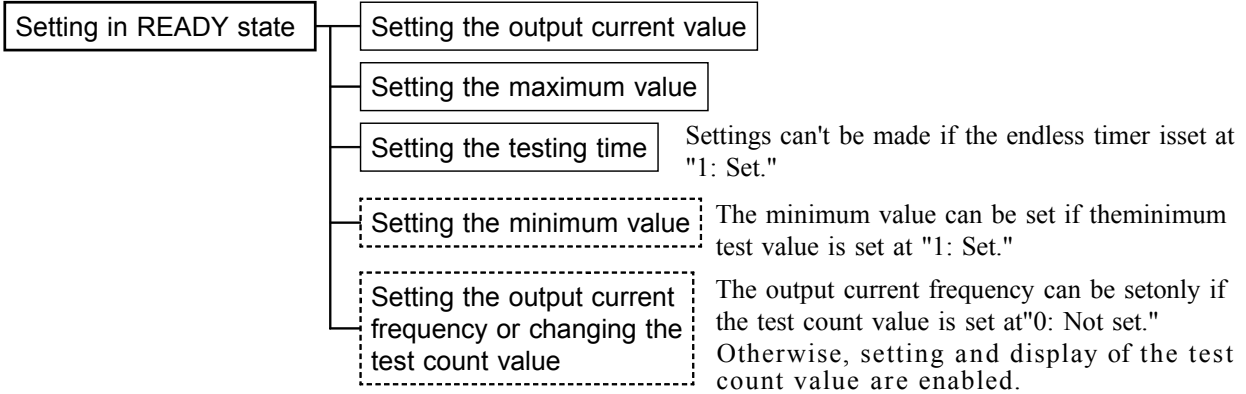 Setting in READY state
Setting the output current value
Setting the maximum value
Setting the testing time
Settings can't be made if the endless timer isset at
"1: Set."
Setting the minimum value
The minimum value can be set if theminimum
test value is set at "1: Set."
Setting the output current
frequency or changing the
test count value
The output current frequency can be setonly if
the test count value is set at"0: Not set."
Otherwise, setting and display of the test
count value are enabled.